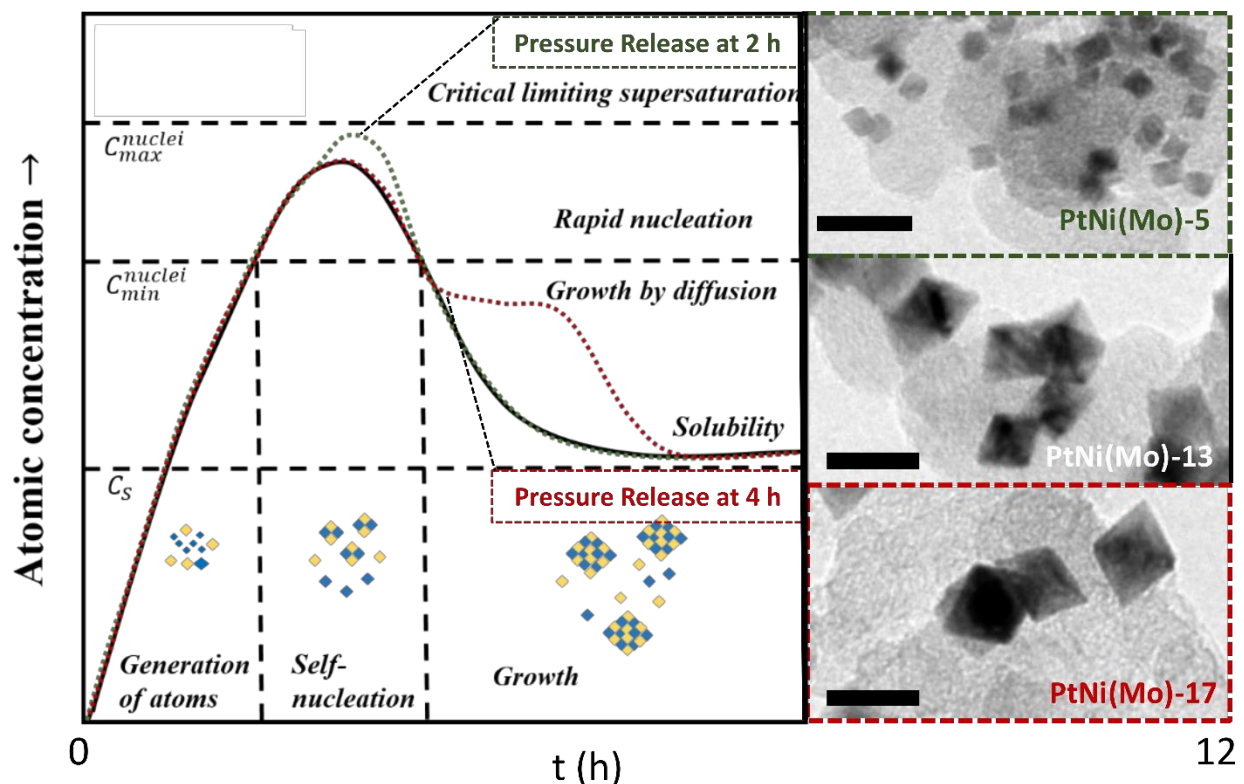 Pressure Release at 2 h
Critical limiting supersaturation
C_max^nuclei
Rapid nucleation
C_min^nuclei
Growth by diffusion
Solubility
C_S
Pressure Release at 4 h
Generation
of atoms
Self-
nucleation
Growth
Atomic concentration →
0
t (h)
12
PtNi(Mo)-5
PtNi(Mo)-13
PtNi(Mo)-17